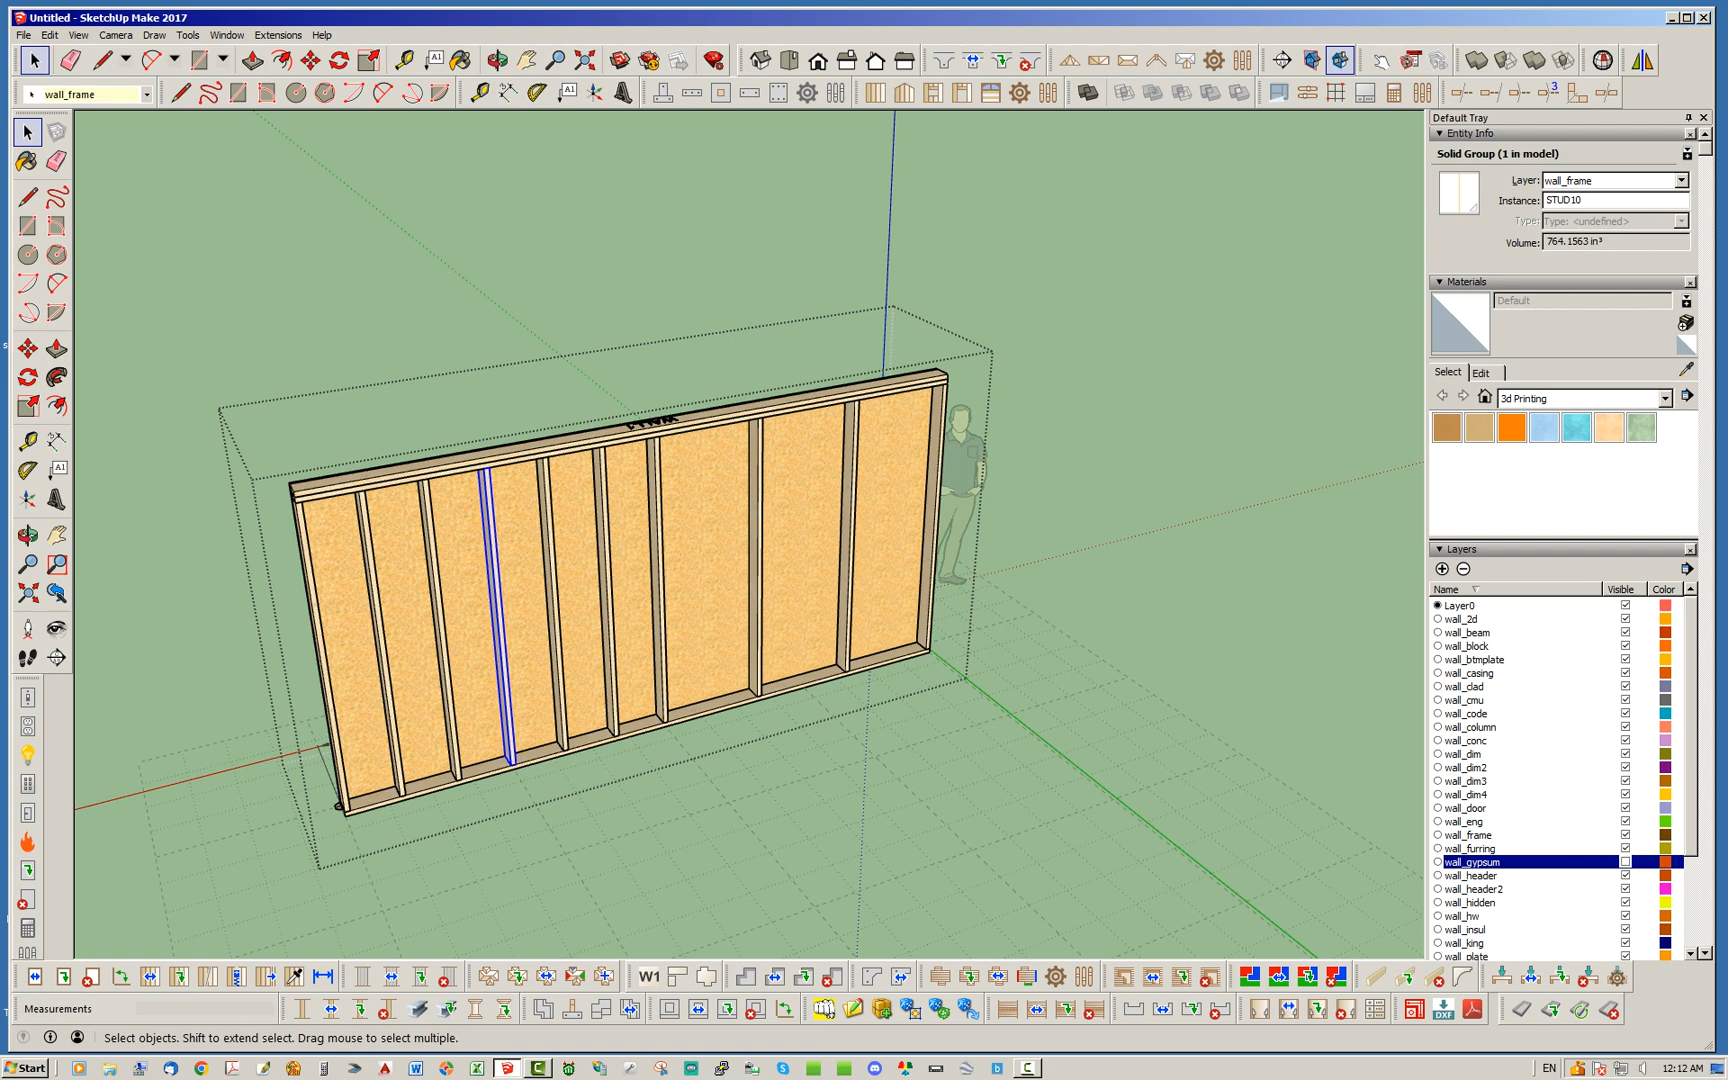 Untitled - SketchUp Make 2017
File Edit View Camera Draw Tools Window Extensions Help
wall_frame
Default Tray
Entity Info
Solid Group (1 in model)
Layer: wall_frame
Instance: STUD10
Type: Type: <undefined>
Volume: 764.1563 in³
Materials
Default
Select Edit
3d Printing
Layers
Name Visible Color
Layer0
wall_2d
wall_beam
wall_block
wall_btmplate
wall_casing
wall_clad
wall_cmu
wall_code
wall_column
wall_conc
wall_dim
wall_dim2
wall_dim3
wall_dim4
wall_door
wall_eng
wall_frame
wall_furring
wall_gypsum
wall_header
wall_header2
wall_hidden
wall_hw
wall_insul
wall_king
wall_plate
W1
Measurements
DXF
Select objects. Shift to extend select. Drag mouse to select multiple.
Start
EN
12:12 AM